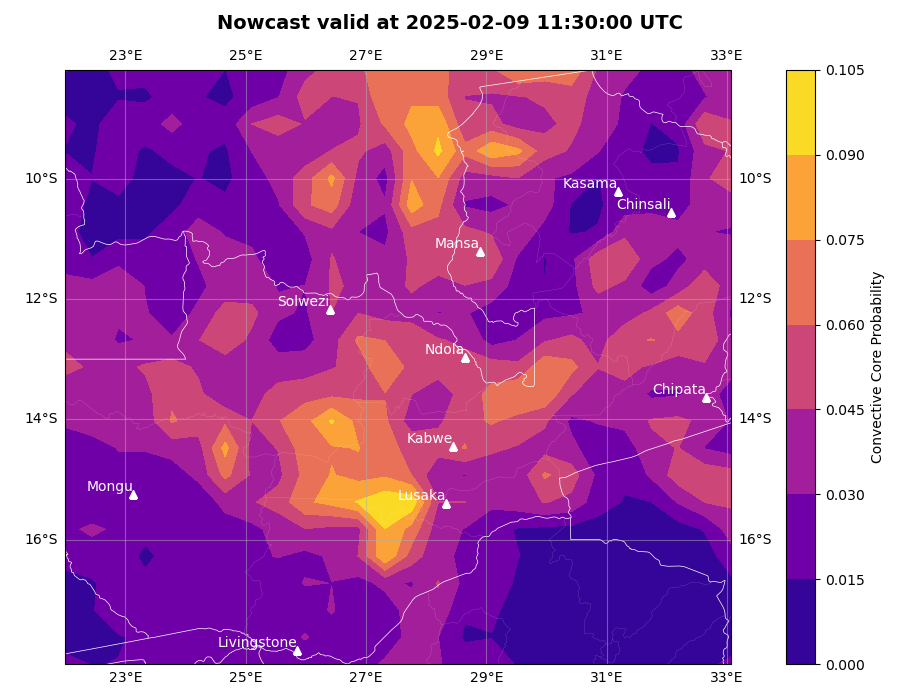 Nowcast valid at 2025-02-09 11:30:00 UTC
23°E 25°E 27°E 29°E 31°E 33°E
0.105
0.090
10°S 10°S
Kasama
Chinsali
0.075
Mansa
12°S 12°S
Solwezi
0.060
Ndola
Chipata
0.045
14°S 14°S
Kabwe
Mongu
Lusaka
0.030
16°S 16°S
0.015
Livingstone
0.000
23°E 25°E 27°E 29°E 31°E 33°E
Convective Core Probability